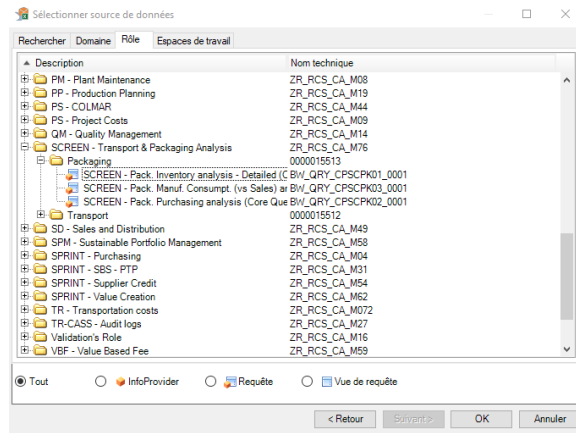 Sélectionner source de données
Rechercher Domaine Rôle Espaces de travail
Description Nom technique
PM - Plant Maintenance ZR_RCS_CA_M08
PP - Production Planning ZR_RCS_CA_M19
PS - COLMAR ZR_RCS_CA_M44
PS - Project Costs ZR_RCS_CA_M09
QM - Quality Management ZR_RCS_CA_M14
SCREEN - Transport & Packaging Analysis ZR_RCS_CA_M76
Packaging 0000015513
SCREEN - Pack. Inventory analysis - Detailed (C BW_QRY_CPSCPK01_0001
SCREEN - Pack. Manuf. Consumpt. (vs Sales) ar BW_QRY_CPSCPK03_0001
SCREEN - Pack. Purchasing analysis (Core Que BW_QRY_CPSCPK02_0001
Transport 0000015512
SD - Sales and Distribution ZR_RCS_CA_M49
SPM - Sustainable Portfolio Management ZR_RCS_CA_M58
SPRINT - Purchasing ZR_RCS_CA_M04
SPRINT - SBS - PTP ZR_RCS_CA_M31
SPRINT - Supplier Credit ZR_RCS_CA_M54
SPRINT - Value Creation ZR_RCS_CA_M62
TR - Transportation costs ZR_RCS_CA_M072
TR-CASS - Audit logs ZR_RCS_CA_M27
Validation's Role ZR_RCS_CA_M16
VBF - Value Based Fee ZR_RCS_CA_M59
Tout InfoProvider Requête Vue de requête
< Retour Suivant > OK Annuler